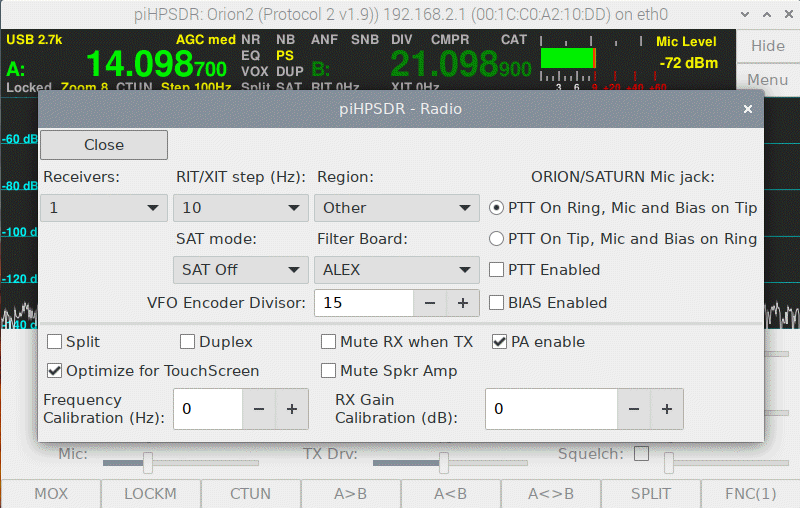 piHPSDR: Orion2 (Protocol 2 v1.9)) 192.168.2.1 (00:1C:C0:A2:10:DD) on eth0
USB 2.7k AGC med NR NB ANF SNB DIV CMPR CAT Mic Level Hide
EQ PS
A: 14.098700 VOX DUP B: 21.098900 -72 dBm
Locked Zoom 8 CTUN Step 100Hz Split SAT RIT 0Hz XIT 0Hz 3 6 9 +20 +40 +60 Menu
piHPSDR - Radio
-60 dB
Close
Receivers: RIT/XIT step (Hz): Region: ORION/SATURN Mic jack:
-80 dB
1 10 Other PTT On Ring, Mic and Bias on Tip
-100 dB
SAT mode: Filter Board: PTT On Tip, Mic and Bias on Ring
SAT Off ALEX PTT Enabled
-120 dB
VFO Encoder Divisor: 15 − + BIAS Enabled
-140 dB
Split Duplex Mute RX when TX PA enable
Optimize for TouchScreen Mute Spkr Amp
Frequency Calibration (Hz): 0 − + RX Gain Calibration (dB): 0 − +
Mic: TX Drv: Squelch:
MOX LOCKM CTUN A>B A<B A<>B SPLIT FNC(1)